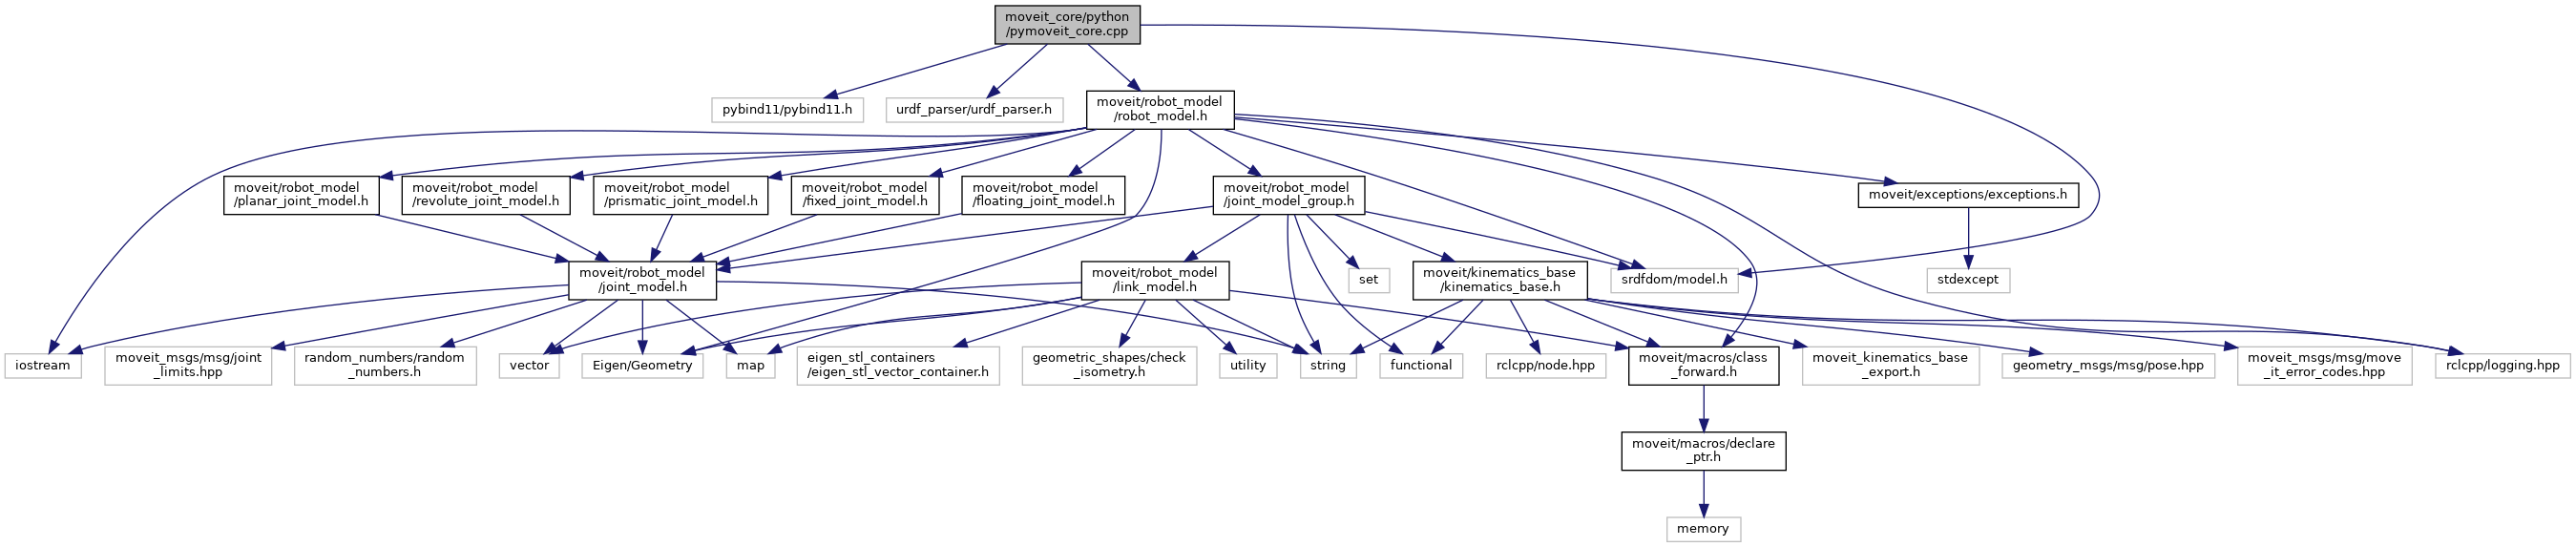 moveit_core/python
/pymoveit_core.cpp
pybind11/pybind11.h
urdf_parser/urdf_parser.h
moveit/robot_model
/robot_model.h
moveit/robot_model
/planar_joint_model.h
moveit/robot_model
/revolute_joint_model.h
moveit/robot_model
/prismatic_joint_model.h
moveit/robot_model
/fixed_joint_model.h
moveit/robot_model
/floating_joint_model.h
moveit/robot_model
/joint_model_group.h
moveit/exceptions/exceptions.h
moveit/robot_model
/joint_model.h
moveit/robot_model
/link_model.h
set
moveit/kinematics_base
/kinematics_base.h
srdfdom/model.h
stdexcept
iostream
moveit_msgs/msg/joint
_limits.hpp
random_numbers/random
_numbers.h
vector
Eigen/Geometry
map
eigen_stl_containers
/eigen_stl_vector_container.h
geometric_shapes/check
_isometry.h
utility
string
functional
rclcpp/node.hpp
moveit/macros/class
_forward.h
moveit_kinematics_base
_export.h
geometry_msgs/msg/pose.hpp
moveit_msgs/msg/move
_it_error_codes.hpp
rclcpp/logging.hpp
moveit/macros/declare
_ptr.h
memory